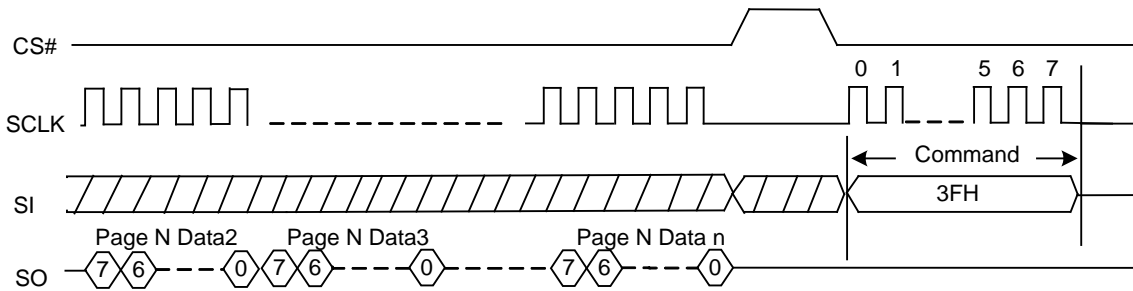 CS#
0 1 5 6 7
SCLK
Command
SI
3FH
Page N Data2 Page N Data3 Page N Data n
SO 7 6 0 7 6 0 7 6 0